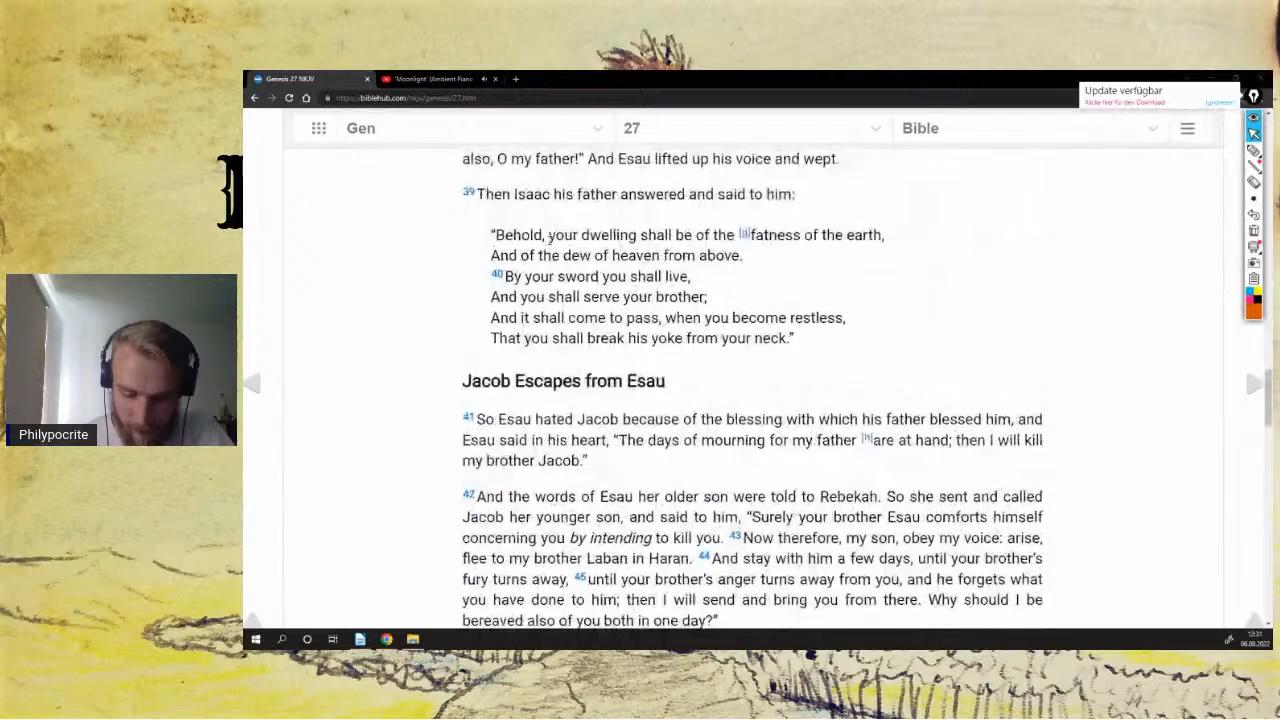 Genesis 27 NKJV
'Moonlight' (Ambient Piano
Update verfügbar
Klicke hier für den Download
Ignorieren
https://biblehub.com/nkjv/genesis/27.htm
Gen 27 Bible
also, O my father!” And Esau lifted up his voice and wept.
39 Then Isaac his father answered and said to him:
“Behold, your dwelling shall be of the [g]fatness of the earth,
And of the dew of heaven from above.
40 By your sword you shall live,
And you shall serve your brother;
And it shall come to pass, when you become restless,
That you shall break his yoke from your neck.”
Jacob Escapes from Esau
41 So Esau hated Jacob because of the blessing with which his father blessed him, and
Esau said in his heart, “The days of mourning for my father [h]are at hand; then I will kill
my brother Jacob.”
42 And the words of Esau her older son were told to Rebekah. So she sent and called
Jacob her younger son, and said to him, “Surely your brother Esau comforts himself
concerning you by intending to kill you. 43 Now therefore, my son, obey my voice: arise,
flee to my brother Laban in Haran. 44 And stay with him a few days, until your brother's
fury turns away, 45 until your brother's anger turns away from you, and he forgets what
you have done to him; then I will send and bring you from there. Why should I be
bereaved also of you both in one day?”
Philypocrite
12:31
06.08.2022